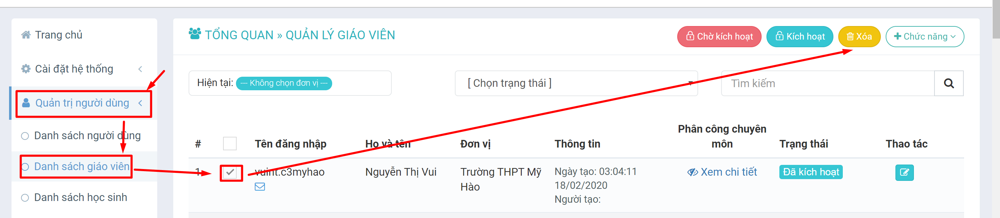 Trang chủ
Cài đặt hệ thống
Quản trị người dùng
Danh sách người dùng
Danh sách giáo viên
Danh sách học sinh
TỔNG QUAN » QUẢN LÝ GIÁO VIÊN
Chờ kích hoạt
Kích hoạt
Xóa
Chức năng
Hiện tại: --- Không chọn đơn vị ---
[ Chọn trạng thái ]
Tìm kiếm
# Tên đăng nhập Họ và tên Đơn vị Thông tin Phân công chuyên môn Trạng thái Thao tác
1 vuint.c3myhao Nguyễn Thị Vui Trường THPT Mỹ Hào Ngày tạo: 03:04:11 Xem chi tiết Đã kích hoạt
18/02/2020
Người tạo: